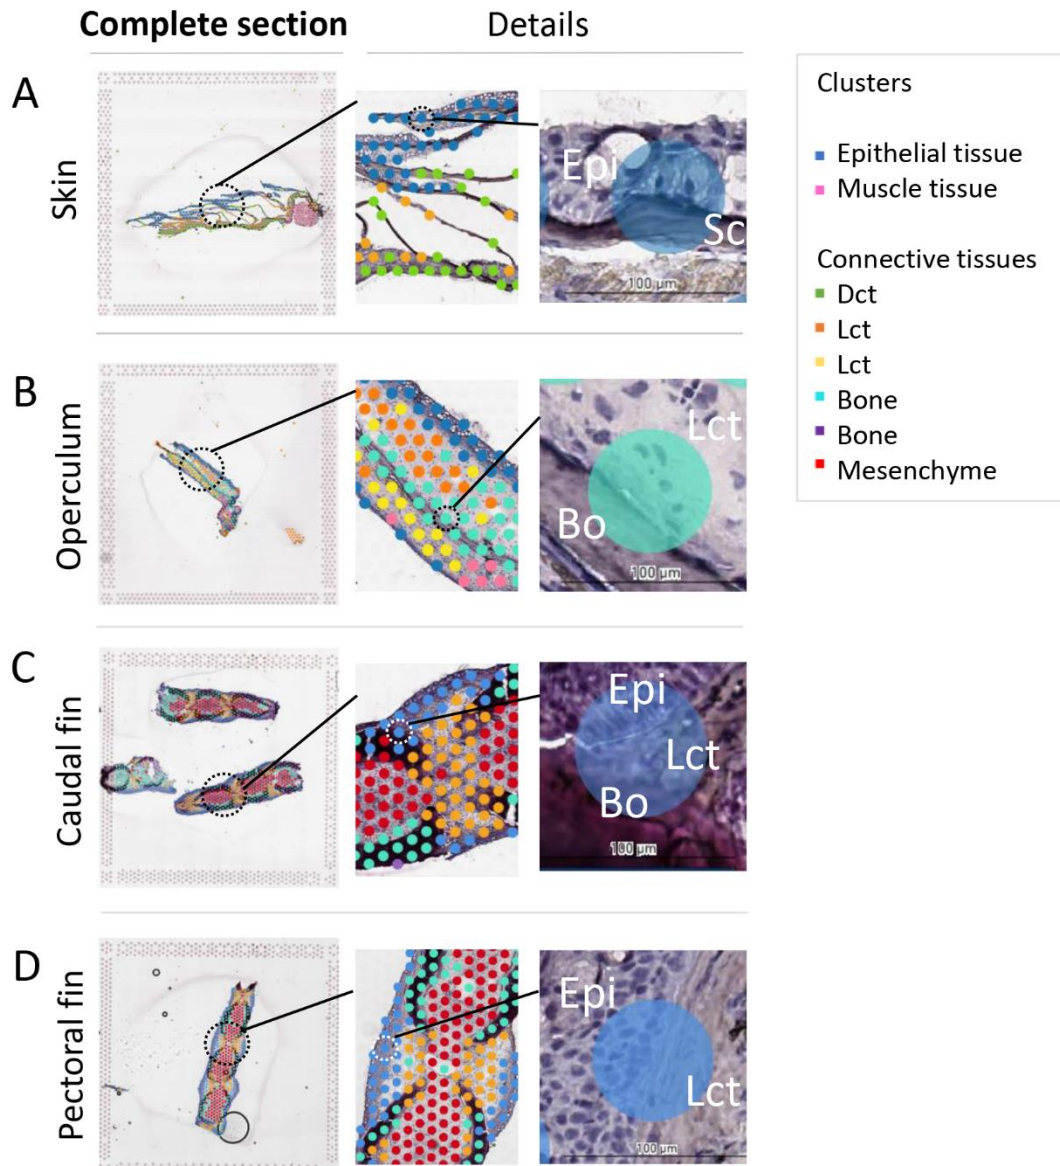 Complete section
Details
A
Skin
Epi
Sc
100 µm
B
Operculum
Lct
Bo
100 µm
C
Caudal fin
Epi
Lct
Bo
100 µm
D
Pectoral fin
Epi
Lct
100 µm
Clusters
Epithelial tissue
Muscle tissue
Connective tissues
Dct
Lct
Lct
Bone
Bone
Mesenchyme